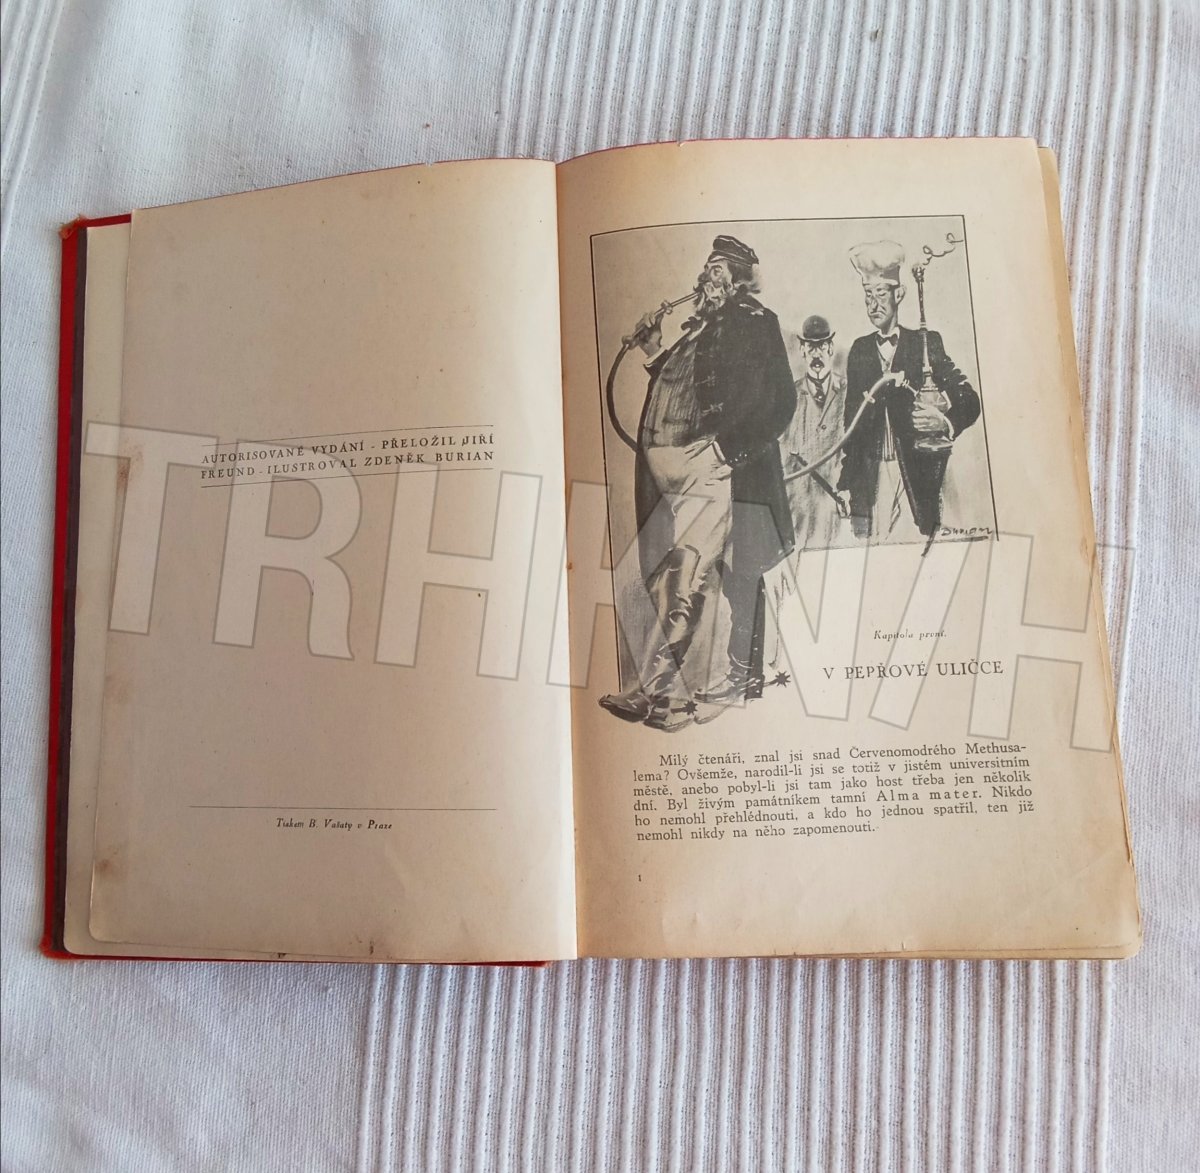 AUTORISOVANÉ VYDÁNÍ - PŘELOŽIL JIŘÍ
FREUND - ILUSTROVAL ZDENĚK BURIAN
Tiskem B. Vašaty v Praze
BURIAN
Kapitola první.
V PEPŘOVÉ ULIČCE
Milý čtenáři, znal jsi snad Červenomodrého Methusa-
lema? Ovšemže, narodil-li jsi se totiž v jistém universitním
městě, anebo pobyl-li jsi tam jako host třeba jen několik
dní. Byl živým památníkem tamní Alma mater. Nikdo
ho nemohl přehlédnouti, a kdo ho jednou spatřil, ten již
nemohl nikdy na něho zapomenouti.
1
TRHKNIH